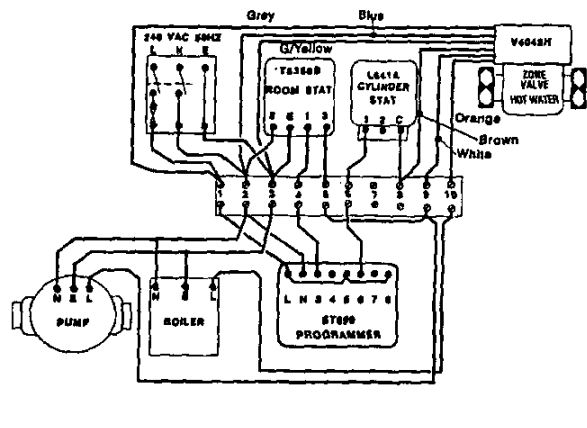 Grey
Blue
240 VAC 50HZ
L N E
G/Yellow
ROOM STAT
2 E 1 3
L641A
CYLINDER
STAT
1 2 C
V4043H
ZONE
VALVE
HOT WATER
Orange
Brown
White
1 2 3 4 5 6 7 8 9 10
N E L
PUMP
N E L
BOILER
L N 3 4 5 6 7 8
ST699
PROGRAMMER